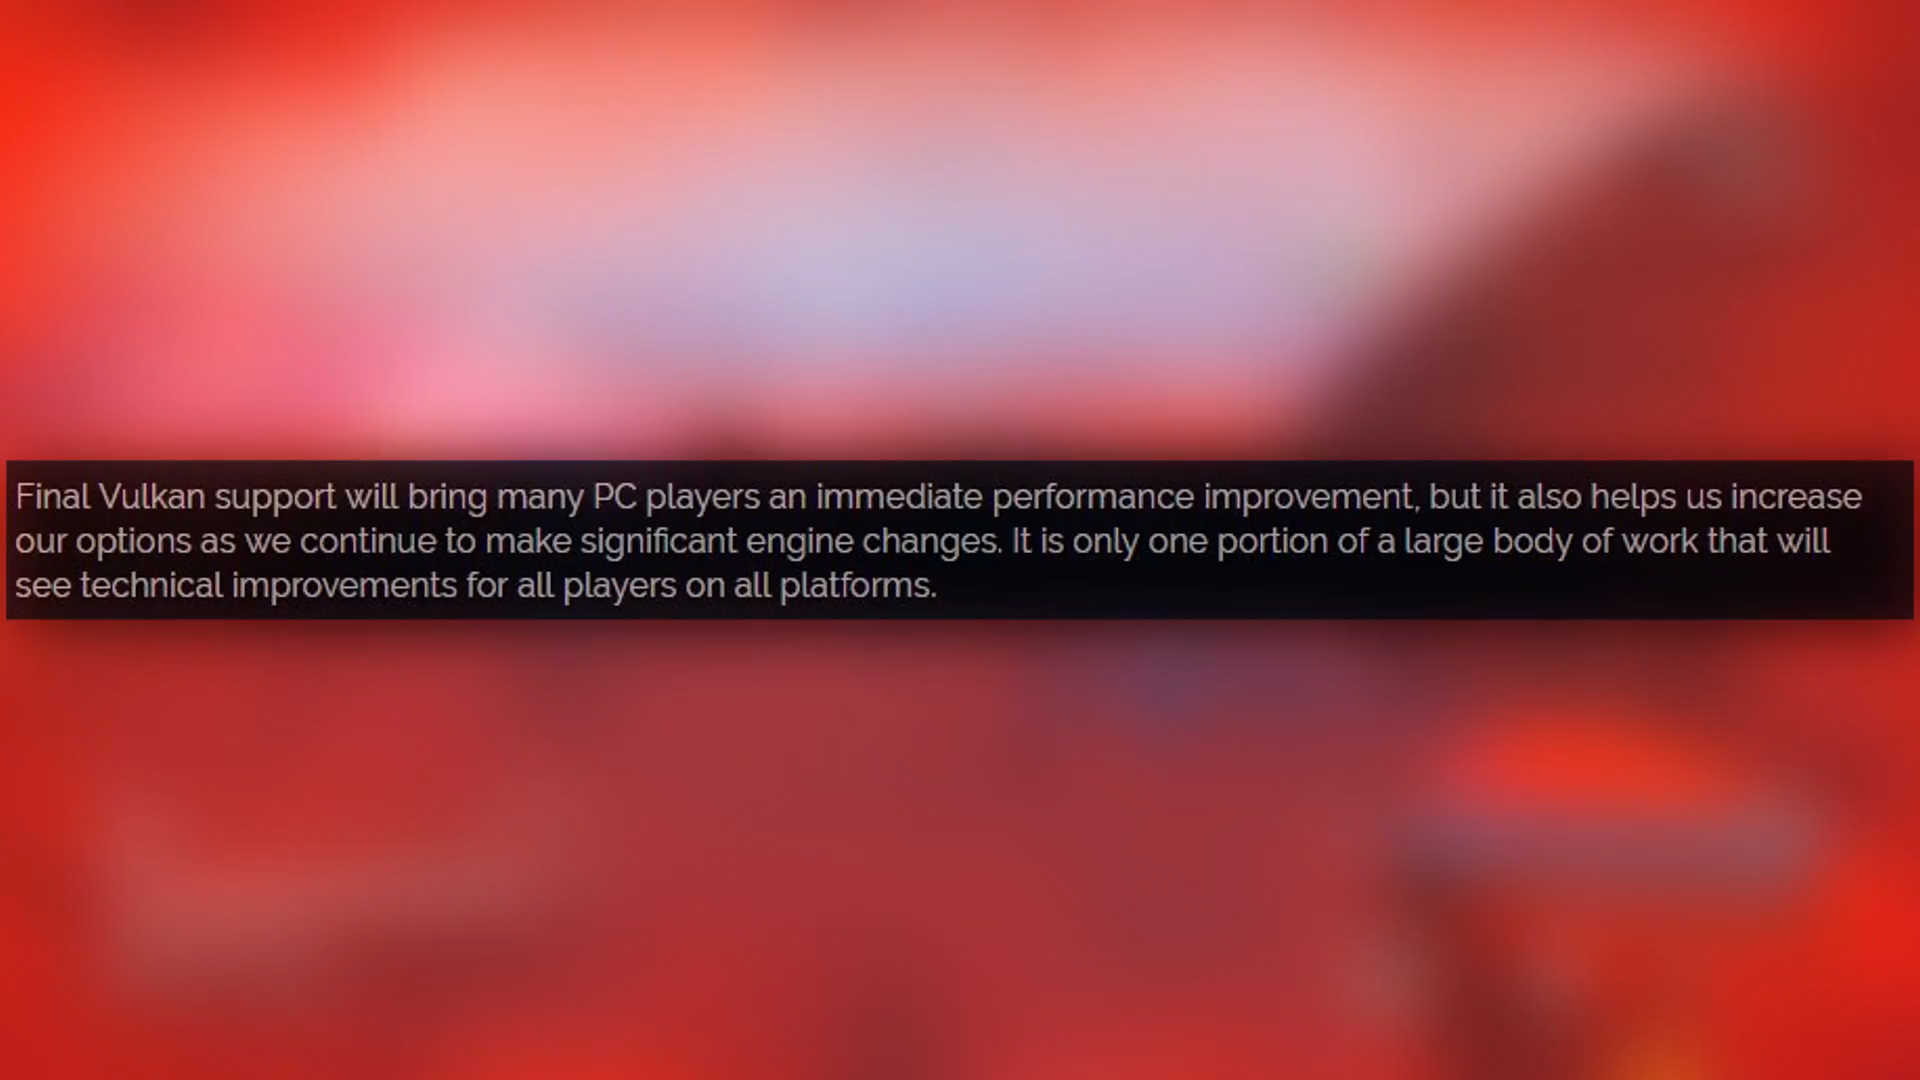 Final Vulkan support will bring many PC players an immediate performance improvement, but it also helps us increase
our options as we continue to make significant engine changes. It is only one portion of a large body of work that will
see technical improvements for all players on all platforms.